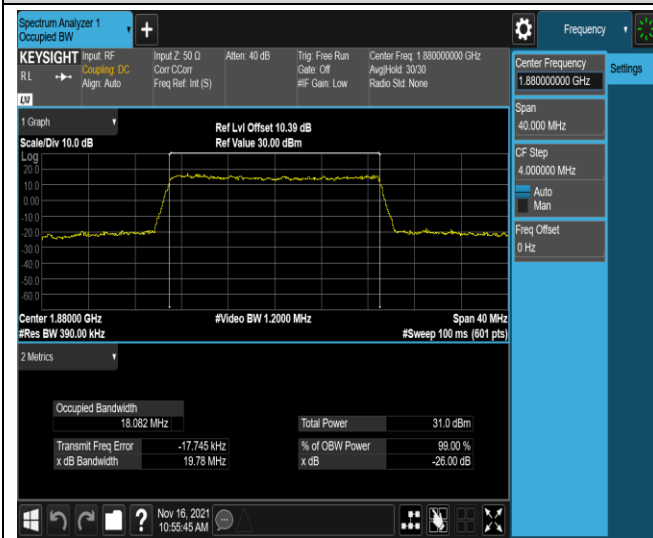 Spectrum Analyzer 1
Occupied BW
+
Frequency
KEYSIGHT
RL
LXI
Input: RF
Coupling: DC
Align: Auto
Input Z: 50 Ω
Corr CCorr
Freq Ref: Int (S)
Atten: 40 dB
Trig: Free Run
Gate: Off
#IF Gain: Low
Center Freq: 1.880000000 GHz
Avg|Hold: 30/30
Radio Std: None
Center Frequency
1.880000000 GHz
Settings
Span
40.000 MHz
CF Step
4.000000 MHz
Auto
Man
Freq Offset
0 Hz
1 Graph
Scale/Div 10.0 dB
Ref Lvl Offset 10.39 dB
Ref Value 30.00 dBm
Log
20.0
10.0
0.00
-10.0
-20.0
-30.0
-40.0
-50.0
-60.0
Center 1.88000 GHz
#Video BW 1.2000 MHz
Span 40 MHz
#Res BW 390.00 kHz
#Sweep 100 ms (601 pts)
2 Metrics
Occupied Bandwidth
18.082 MHz
Total Power 31.0 dBm
Transmit Freq Error -17.745 kHz
% of OBW Power 99.00 %
x dB Bandwidth 19.78 MHz
x dB -26.00 dB
?
Nov 16, 2021
10:55:45 AM